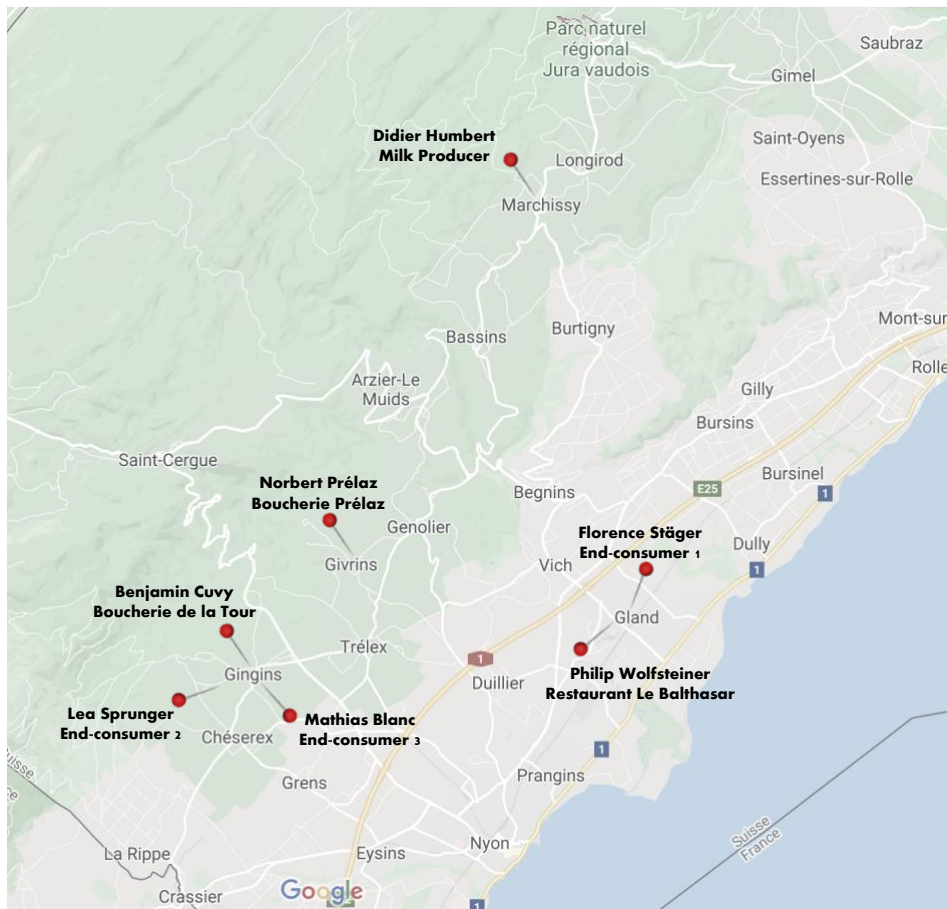 Parc naturel
régional
Jura vaudois
Saubraz
Gimel
Didier Humbert
Milk Producer
Saint-Oyens
Longirod
Essertines-sur-Rolle
Marchissy
Mont-sur-
Burtigny
Bassins
Rolle
Arzier-Le
Muids
Gilly
Bursins
Saint-Cergue
Bursinel
Norbert Prélaz
Boucherie Prélaz
Begnins
E25
1
Genolier
Florence Stäger
End-consumer 1
Dully
Givrins
Vich
1
Benjamin Cuvy
Boucherie de la Tour
Gland
Trélex
1
Gingins
Duillier
Philip Wolfsteiner
Restaurant Le Balthasar
Lea Sprunger
End-consumer 2
Mathias Blanc
End-consumer 3
Chéserex
1
Suisse
Prangins
Grens
Suisse
France
Nyon
La Rippe
Eysins
Crassier
Google
1